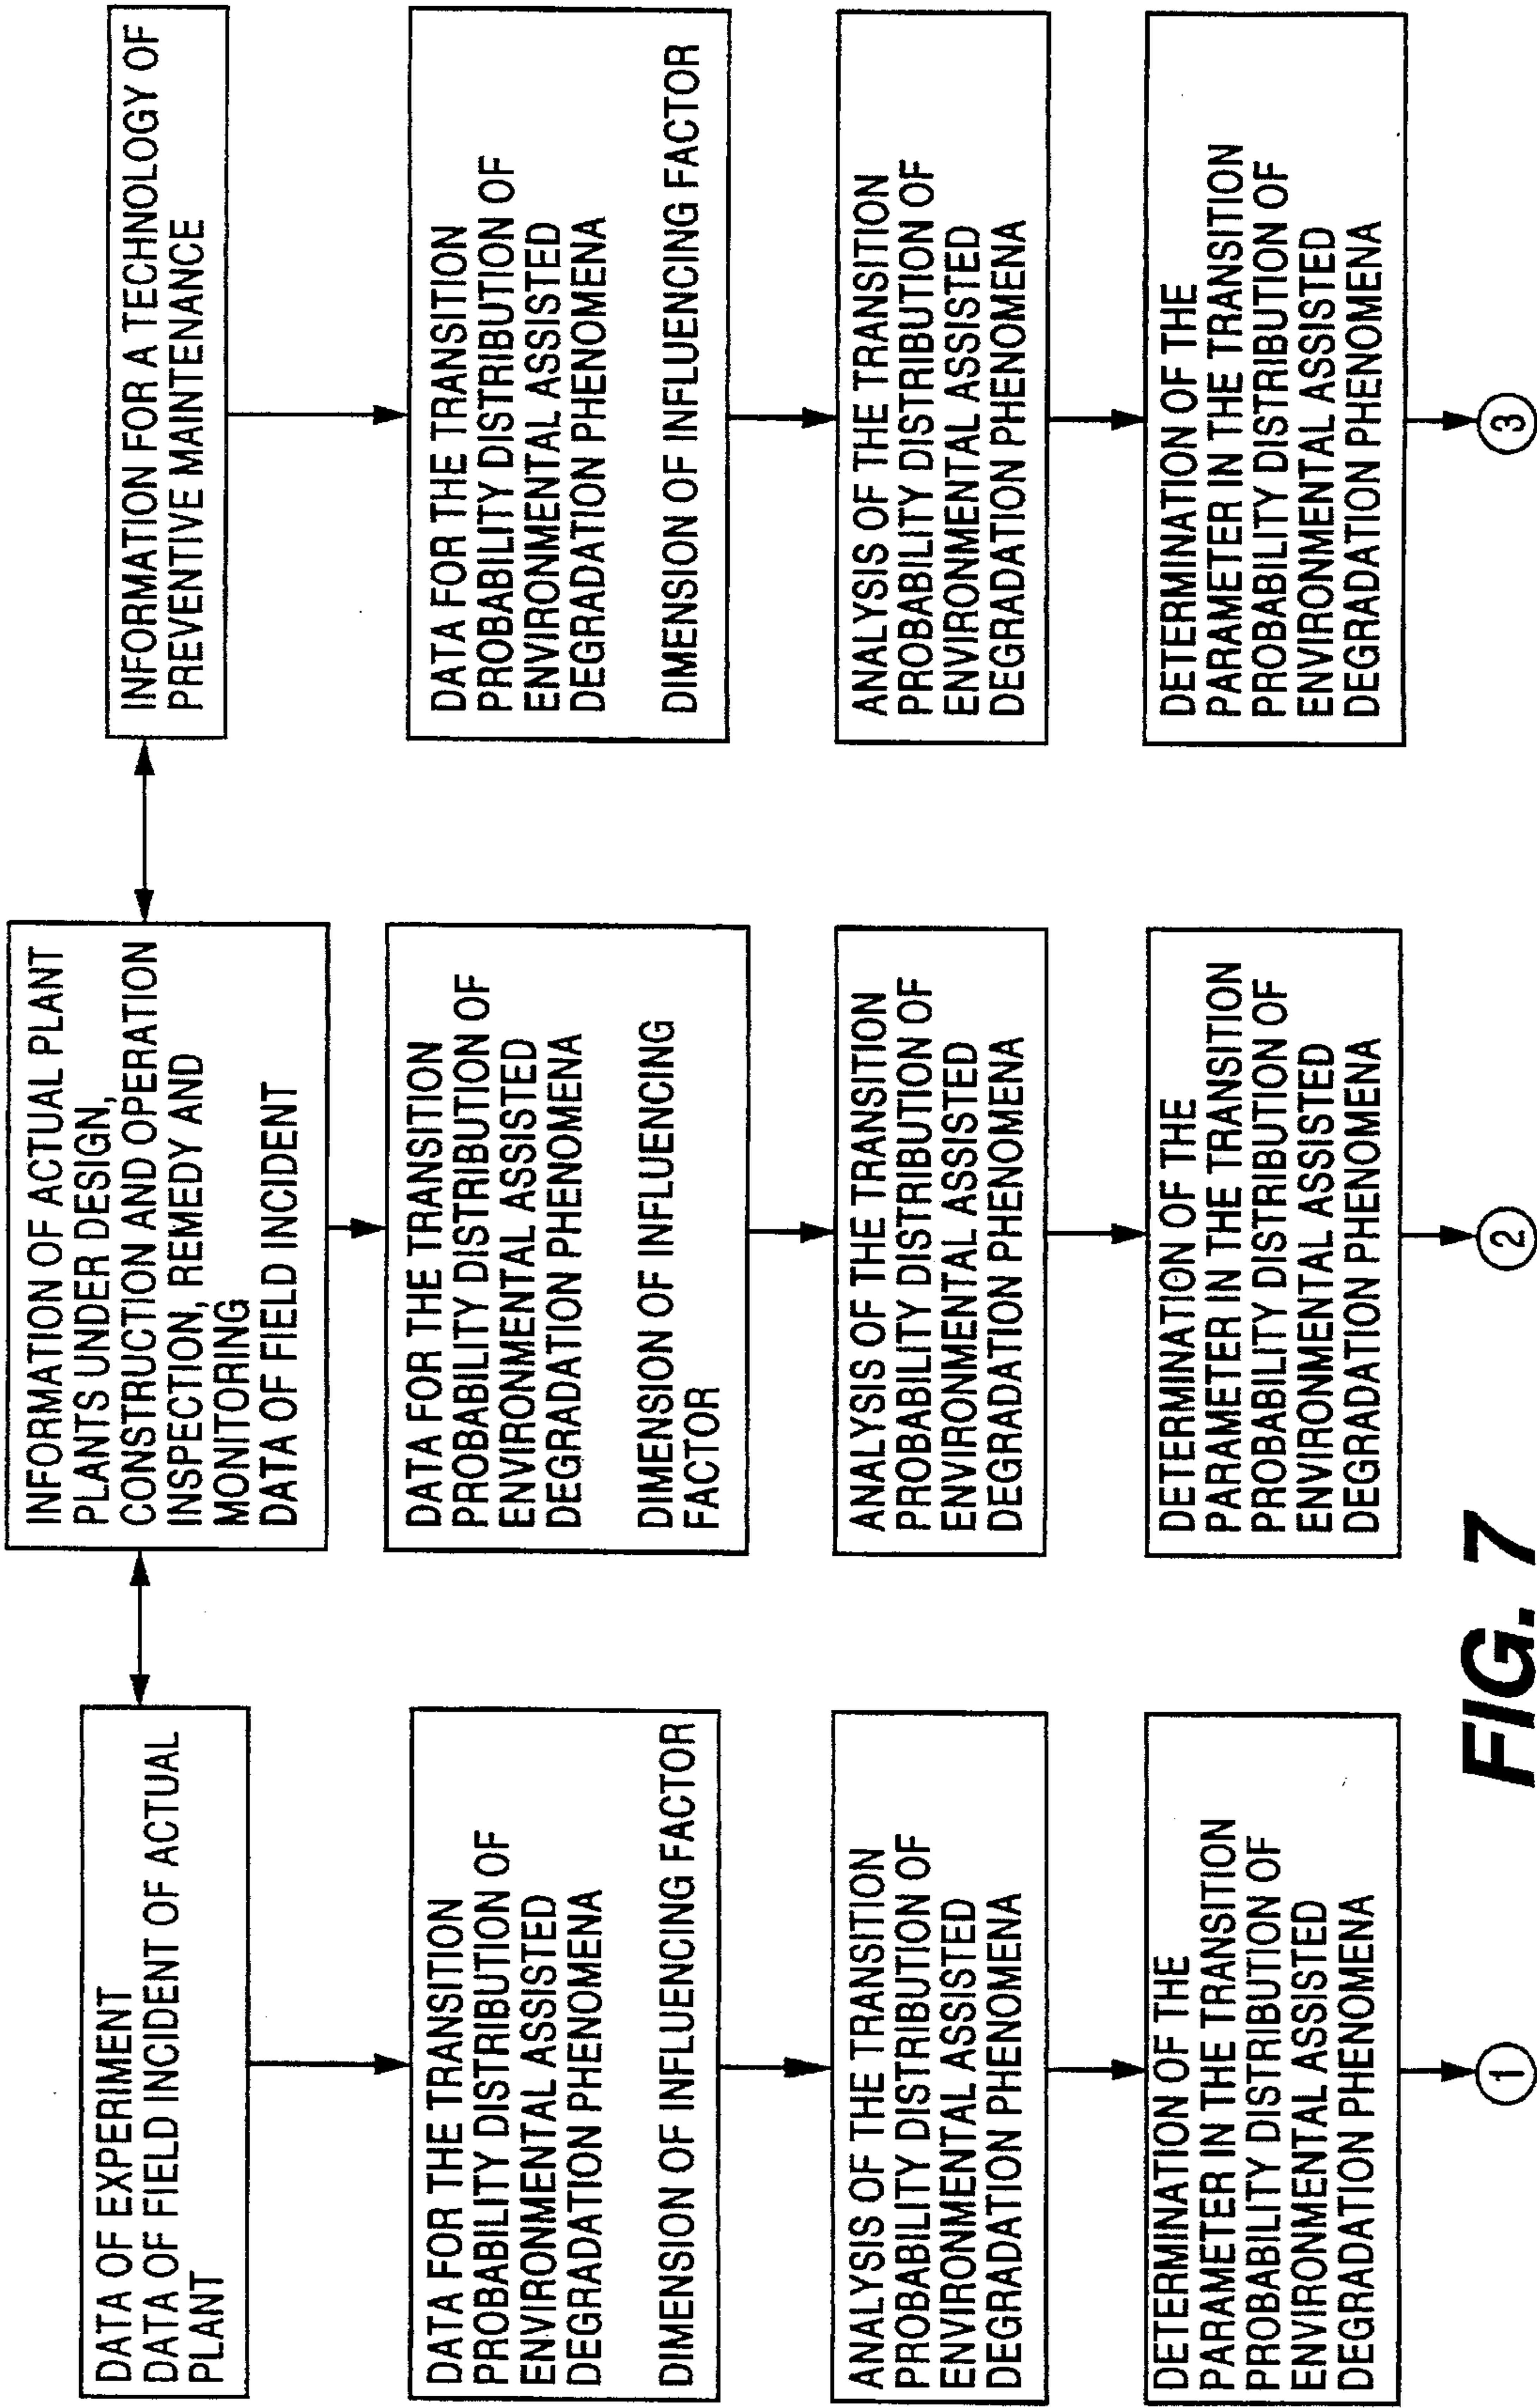 DATA OF EXPERIMENT
DATA OF FIELD INCIDENT OF ACTUAL
PLANT
DATA FOR THE TRANSITION
PROBABILITY DISTRIBUTION OF
ENVIRONMENTAL ASSISTED
DEGRADATION PHENOMENA
DIMENSION OF INFLUENCING FACTOR
ANALYSIS OF THE TRANSITION
PROBABILITY DISTRIBUTION OF
ENVIRONMENTAL ASSISTED
DEGRADATION PHENOMENA
DETERMINATION OF THE
PARAMETER IN THE TRANSITION
PROBABILITY DISTRIBUTION OF
ENVIRONMENTAL ASSISTED
DEGRADATION PHENOMENA
1
INFORMATION OF ACTUAL PLANT
PLANTS UNDER DESIGN,
CONSTRUCTION AND OPERATION
INSPECTION, REMEDY AND
MONITORING
DATA OF FIELD INCIDENT
DATA FOR THE TRANSITION
PROBABILITY DISTRIBUTION OF
ENVIRONMENTAL ASSISTED
DEGRADATION PHENOMENA
DIMENSION OF INFLUENCING
FACTOR
ANALYSIS OF THE TRANSITION
PROBABILITY DISTRIBUTION OF
ENVIRONMENTAL ASSISTED
DEGRADATION PHENOMENA
DETERMINATION OF THE
PARAMETER IN THE TRANSITION
PROBABILITY DISTRIBUTION OF
ENVIRONMENTAL ASSISTED
DEGRADATION PHENOMENA
2
INFORMATION FOR A TECHNOLOGY OF
PREVENTIVE MAINTENANCE
DATA FOR THE TRANSITION
PROBABILITY DISTRIBUTION OF
ENVIRONMENTAL ASSISTED
DEGRADATION PHENOMENA
DIMENSION OF INFLUENCING FACTOR
ANALYSIS OF THE TRANSITION
PROBABILITY DISTRIBUTION OF
ENVIRONMENTAL ASSISTED
DEGRADATION PHENOMENA
DETERMINATION OF THE
PARAMETER IN THE TRANSITION
PROBABILITY DISTRIBUTION OF
ENVIRONMENTAL ASSISTED
DEGRADATION PHENOMENA
3
FIG. 7